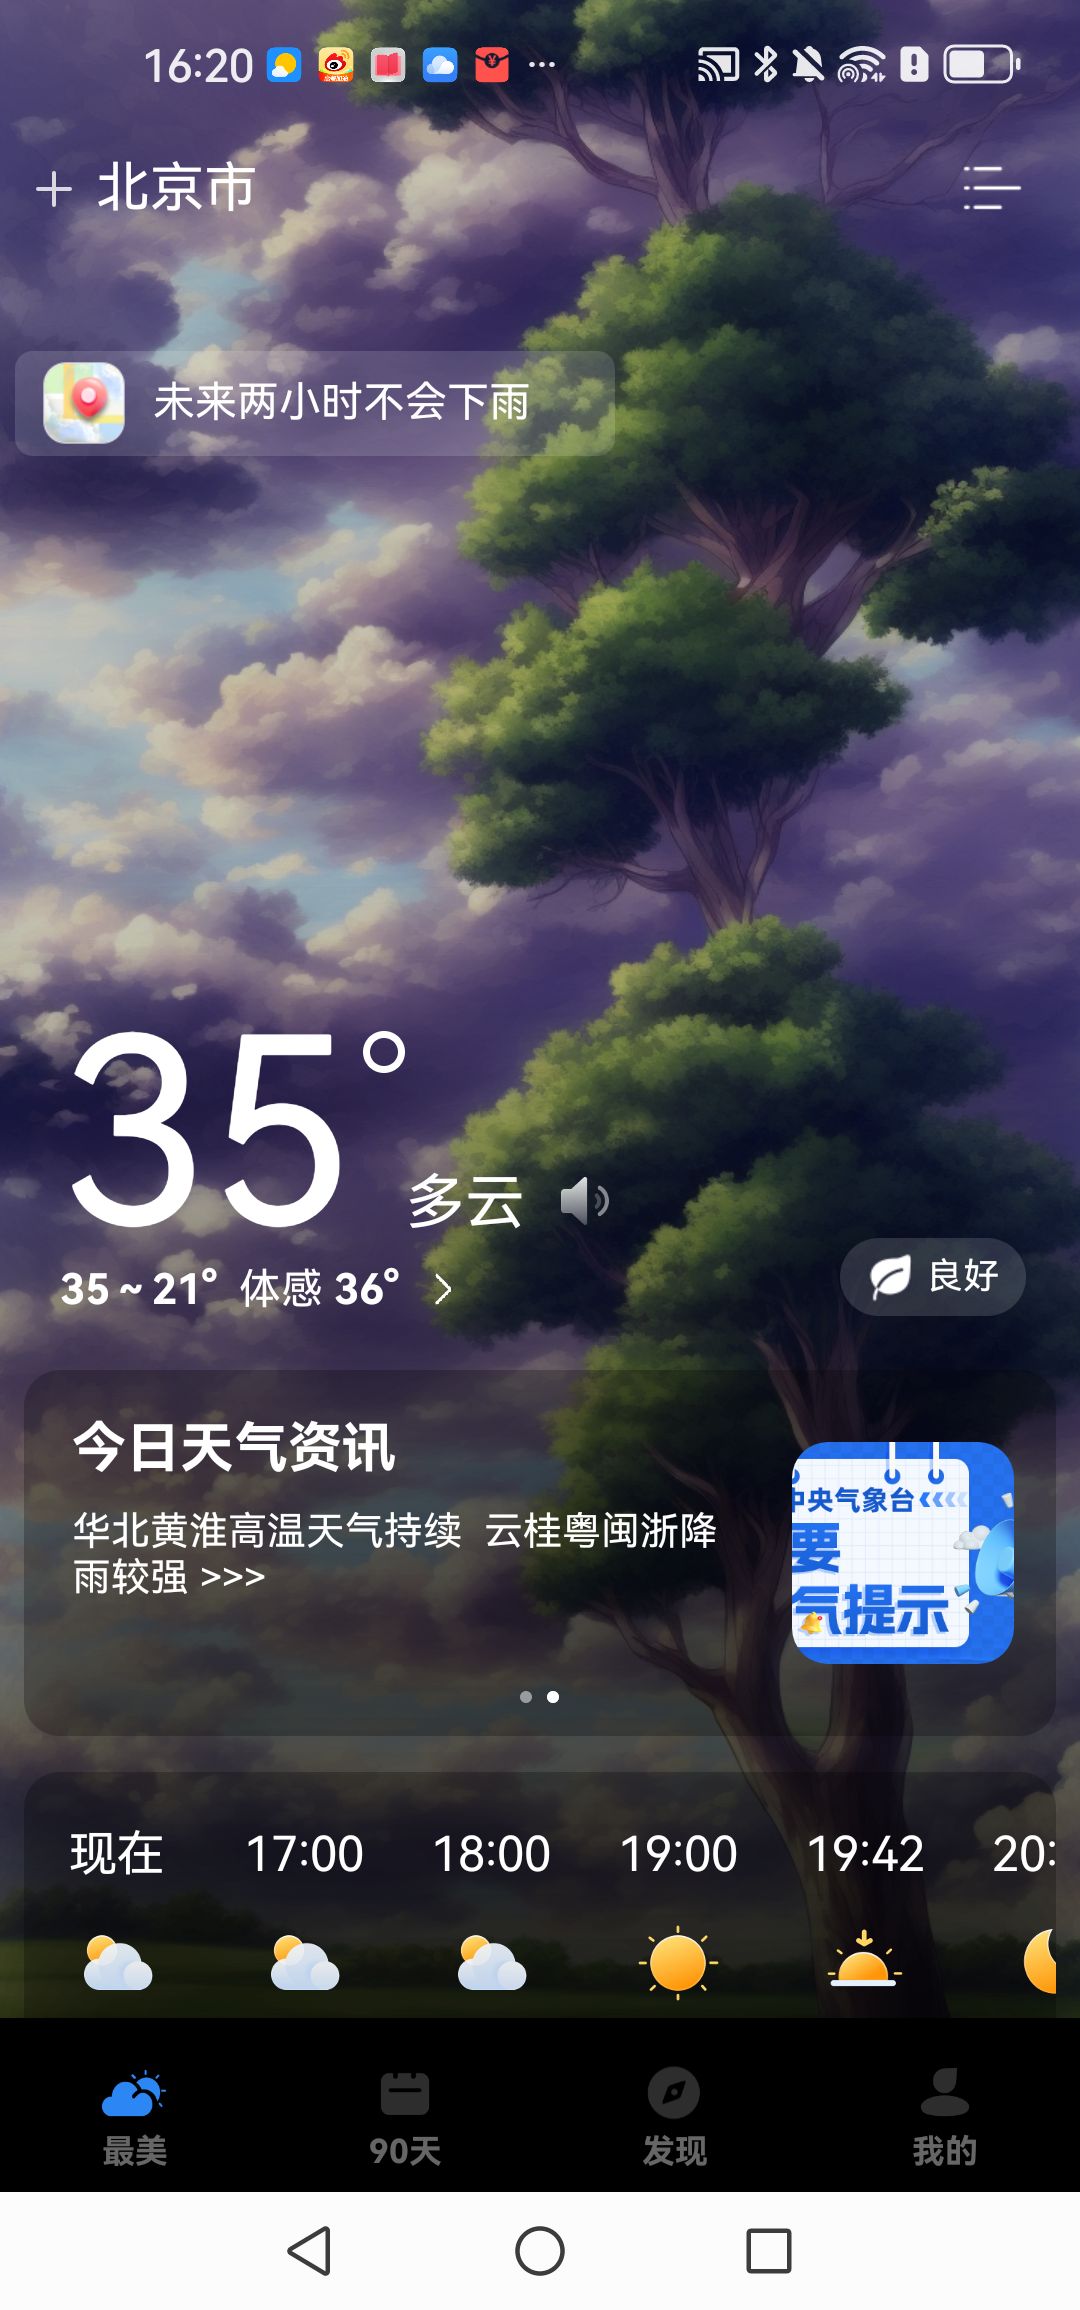 16:20
北京市
未来两小时不会下雨
35°
多云
35 ~ 21° 体感 36°
良好
今日天气资讯
中央气象台
华北黄淮高温天气持续 云桂粤闽浙降
雨较强 >>>
要
气提示
现在 17:00 18:00 19:00 19:42 20:
最美 90天 发现 我的